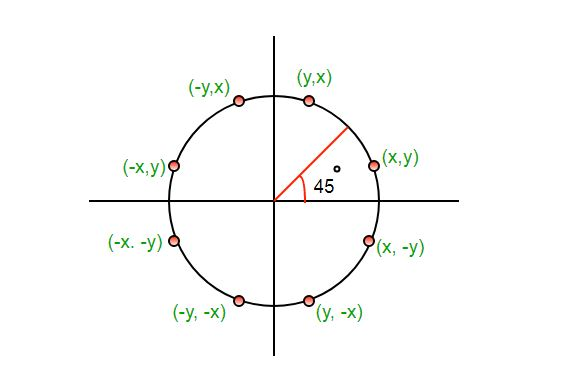 (-y,x)
(y,x)
(-x,y)
(x,y)
45°
(-x. -y)
(x, -y)
(-y, -x)
(y, -x)